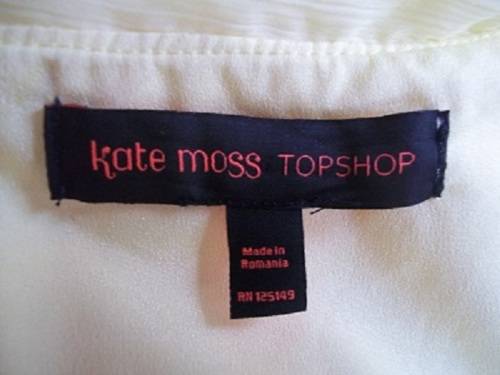 kate moss TOPSHOP
Made in
Romania
RN 125149